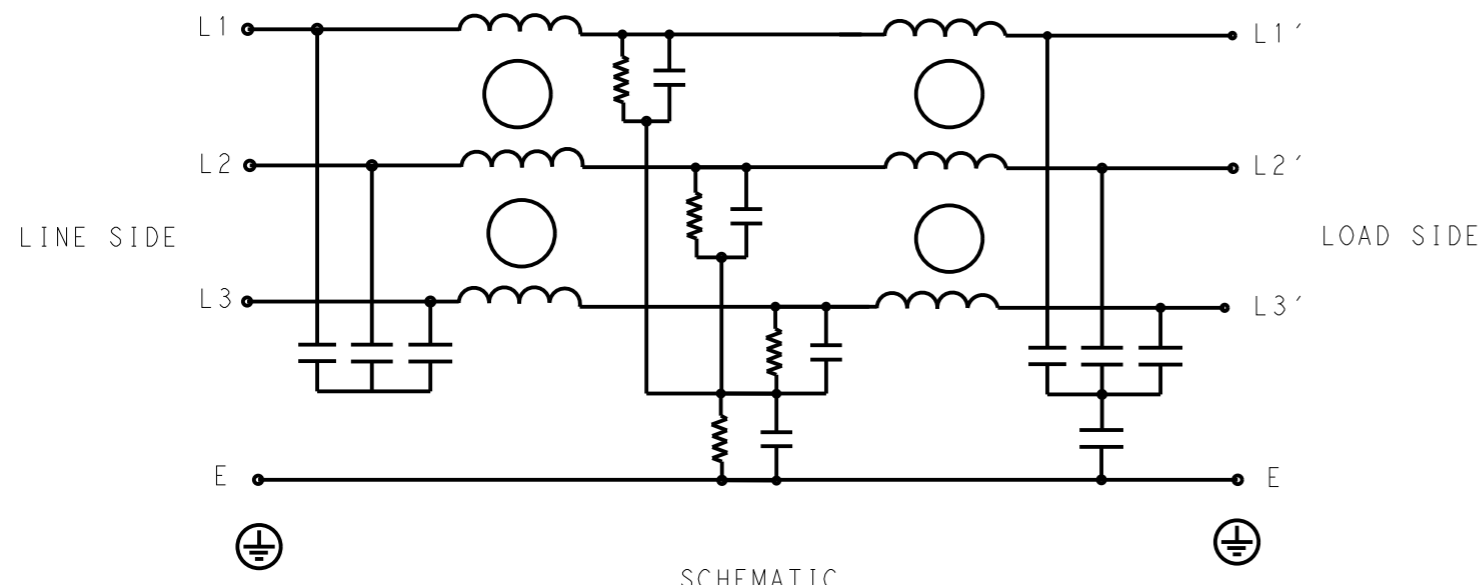 L1 L1′
L2 L2′
LINE SIDE LOAD SIDE
L3 L3′
E E
SCHEMATIC